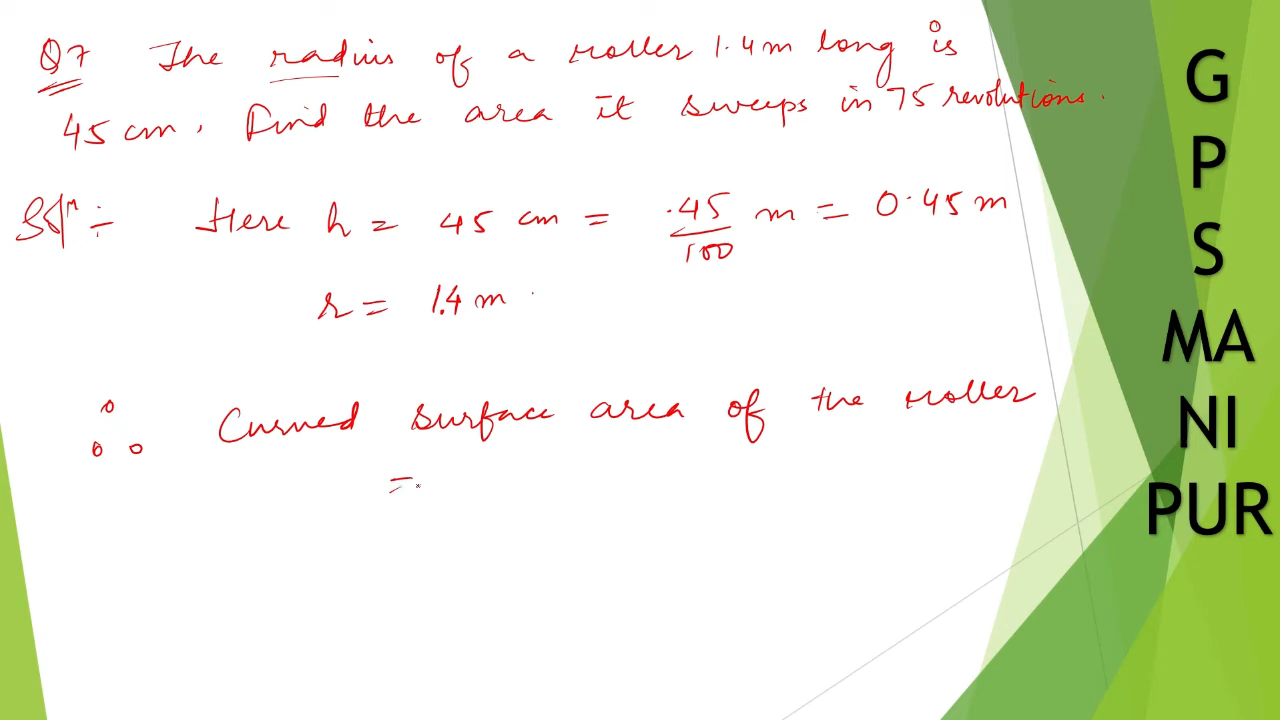 Q7 The radius of a roller 1.4m long is
45 cm. Find the area it sweeps in 75 revolutions.
Solⁿ ÷ Here h = 45 cm = .45/100 m = 0.45 m
r = 1.4 m
∴ Curved surface area of the roller
=
G
P
S
MA
NI
PUR